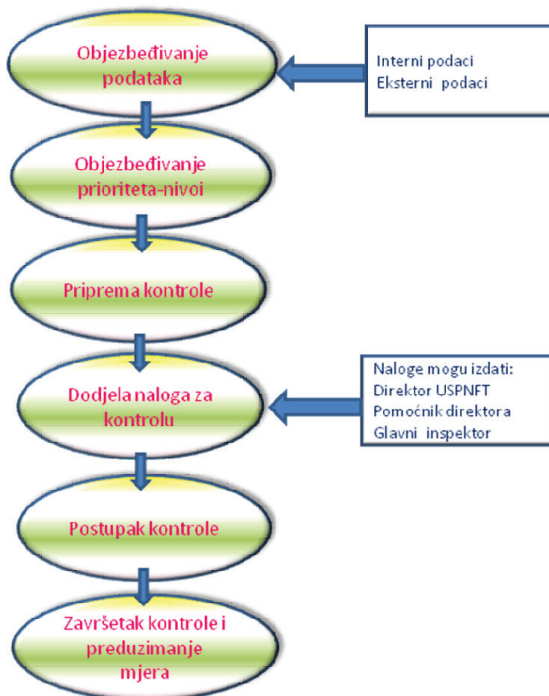 Objezbeđivanje
podataka
Interni podaci
Eksterni podaci
Objezbeđivanje
prioriteta-nivoi
Priprema kontrole
Dodjela naloga za
kontrolu
Naloge mogu izdati:
Direktor USPNFT
Pomoćnik direktora
Glavni inspektor
Postupak kontrole
Završetak kontrole i
preduzimanje
mjera